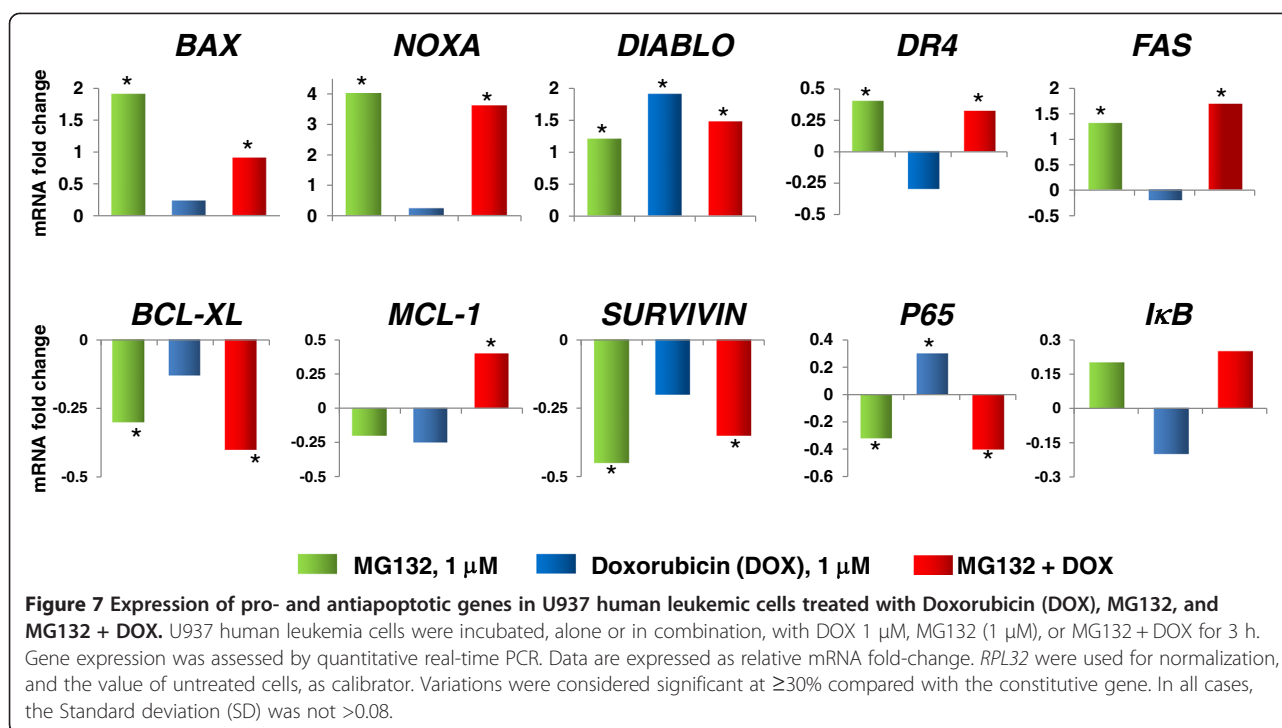 BAX NOXA DIABLO DR4 FAS
mRNA fold change
2 1.5 1 0.5 0
* *
4 3 2 1 0
* *
2 1.5 1 0.5 0
* * *
0.5 0.25 0 -0.25 -0.5
* *
2 1.5 1 0.5 0 -0.5
* *
BCL-XL MCL-1 SURVIVIN P65 IκB
mRNA fold change
0 -0.25 -0.5
* *
0.5 0.25 0 -0.25 -0.5
*
0 -0.25 -0.5
* *
0.4 0.2 0 -0.2 -0.4 -0.6
* * *
0.3 0.15 0 -0.15 -0.3
MG132, 1 μM Doxorubicin (DOX), 1 μM MG132 + DOX
Figure 7 Expression of pro- and antiapoptotic genes in U937 human leukemic cells treated with Doxorubicin (DOX), MG132, and
MG132 + DOX. U937 human leukemia cells were incubated, alone or in combination, with DOX 1 μM, MG132 (1 μM), or MG132 + DOX for 3 h.
Gene expression was assessed by quantitative real-time PCR. Data are expressed as relative mRNA fold-change. RPL32 were used for normalization,
and the value of untreated cells, as calibrator. Variations were considered significant at ≥30% compared with the constitutive gene. In all cases,
the Standard deviation (SD) was not >0.08.